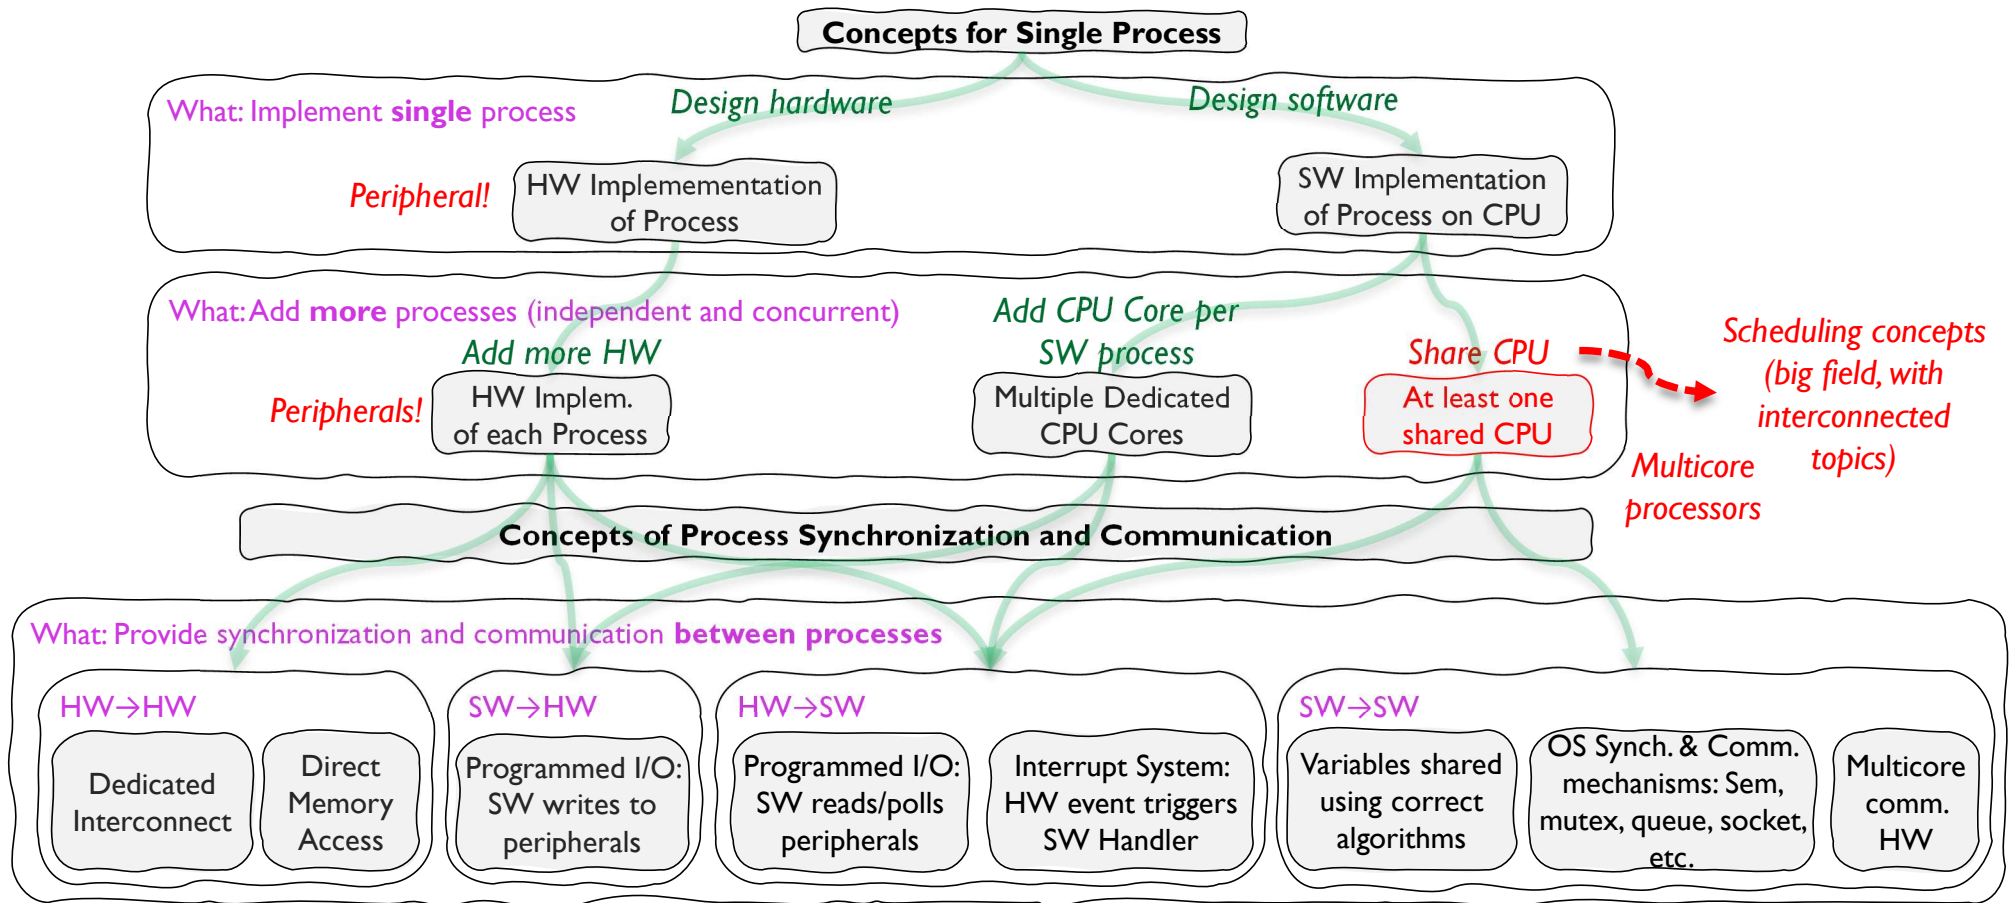 Concepts for Single Process
What: Implement single process
Design hardware
Design software
Peripheral!
HW Implemementation
of Process
SW Implementation
of Process on CPU
What: Add more processes (independent and concurrent)
Add more HW
Add CPU Core per
SW process
Share CPU
Peripherals!
HW Implem.
of each Process
Multiple Dedicated
CPU Cores
At least one
shared CPU
Scheduling concepts
(big field, with
interconnected
topics)
Multicore
processors
Concepts of Process Synchronization and Communication
What: Provide synchronization and communication between processes
HW→HW
Dedicated
Interconnect
Direct
Memory
Access
SW→HW
Programmed I/O:
SW writes to
peripherals
HW→SW
Programmed I/O:
SW reads/polls
peripherals
Interrupt System:
HW event triggers
SW Handler
SW→SW
Variables shared
using correct
algorithms
OS Synch. & Comm.
mechanisms: Sem,
mutex, queue, socket,
etc.
Multicore
comm.
HW